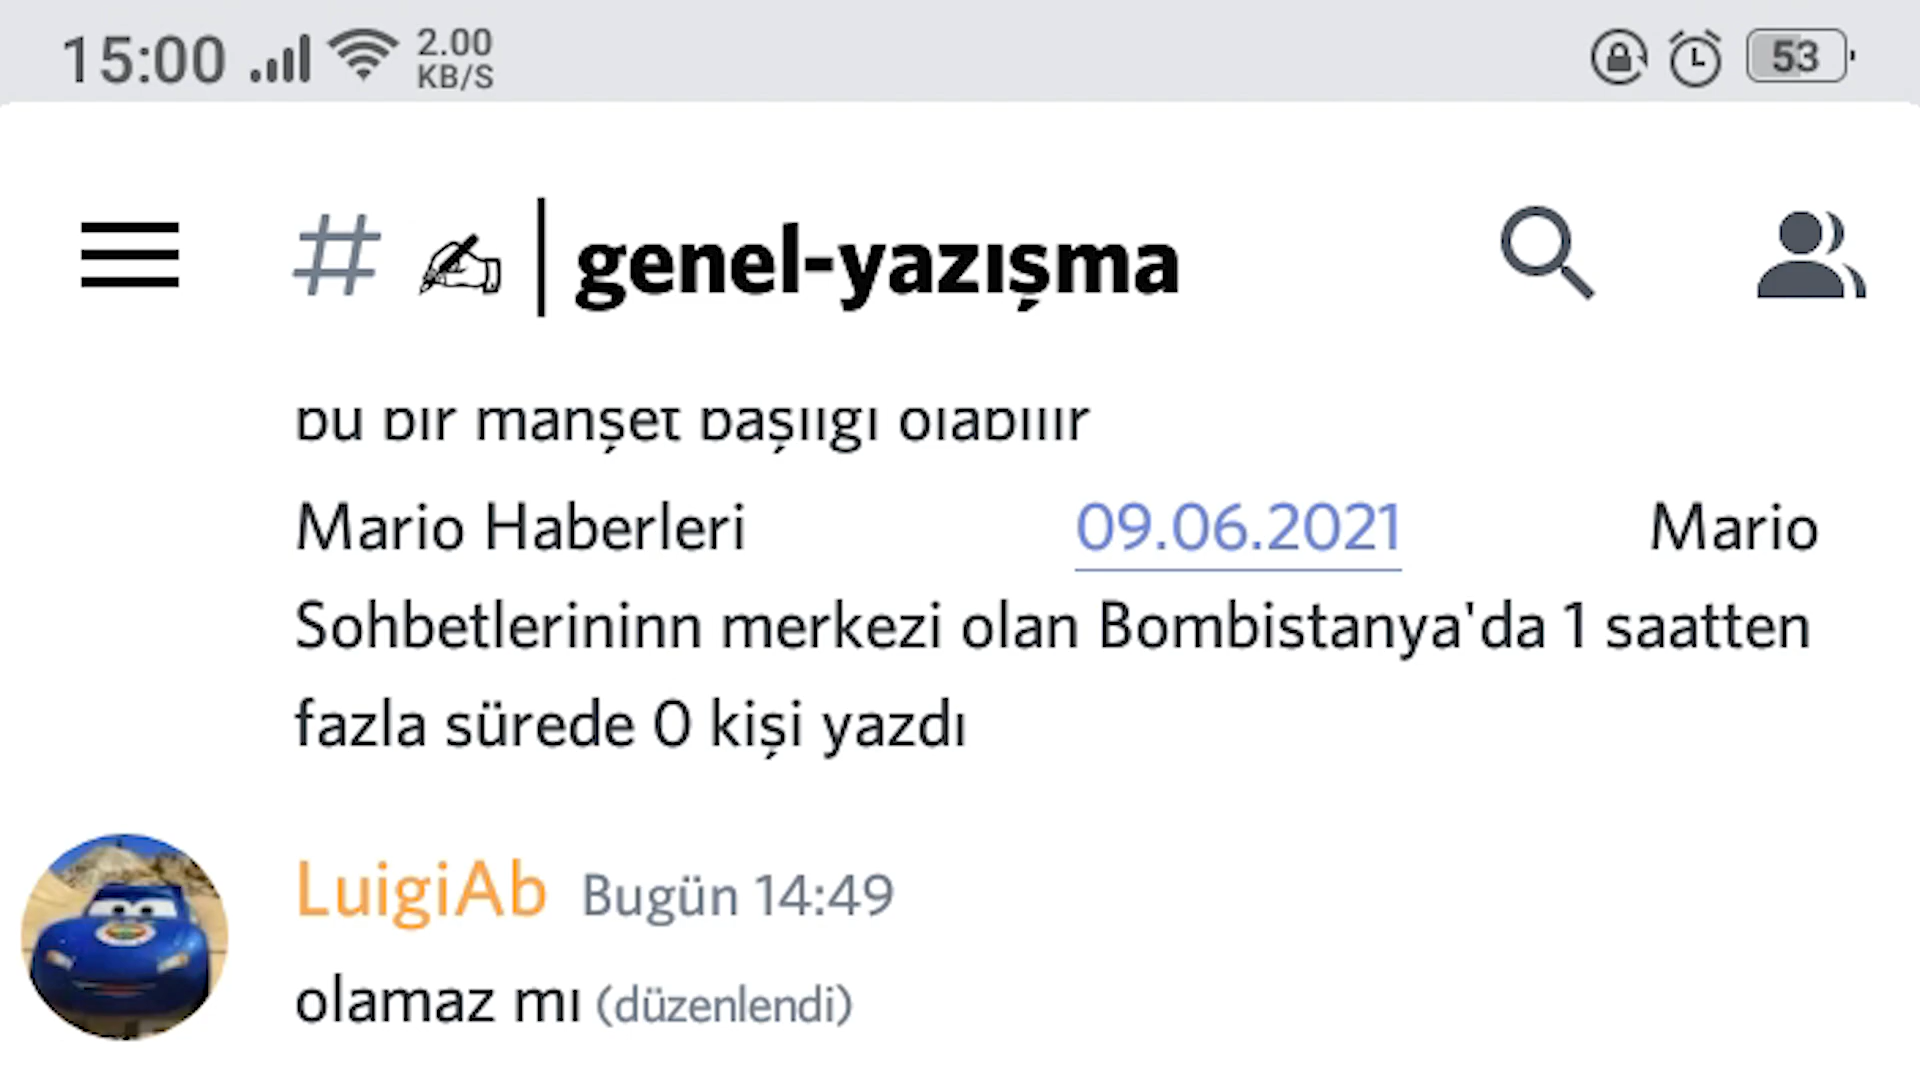 15:00 2.00 KB/S 53
# ✍ | genel-yazışma
bu bir manşet başlığı olabilir
Mario Haberleri 09.06.2021 Mario
Sohbetlerininn merkezi olan Bombistanya'da 1 saatten
fazla sürede 0 kişi yazdı
LuigiAb Bugün 14:49
olamaz mı (düzenlendi)